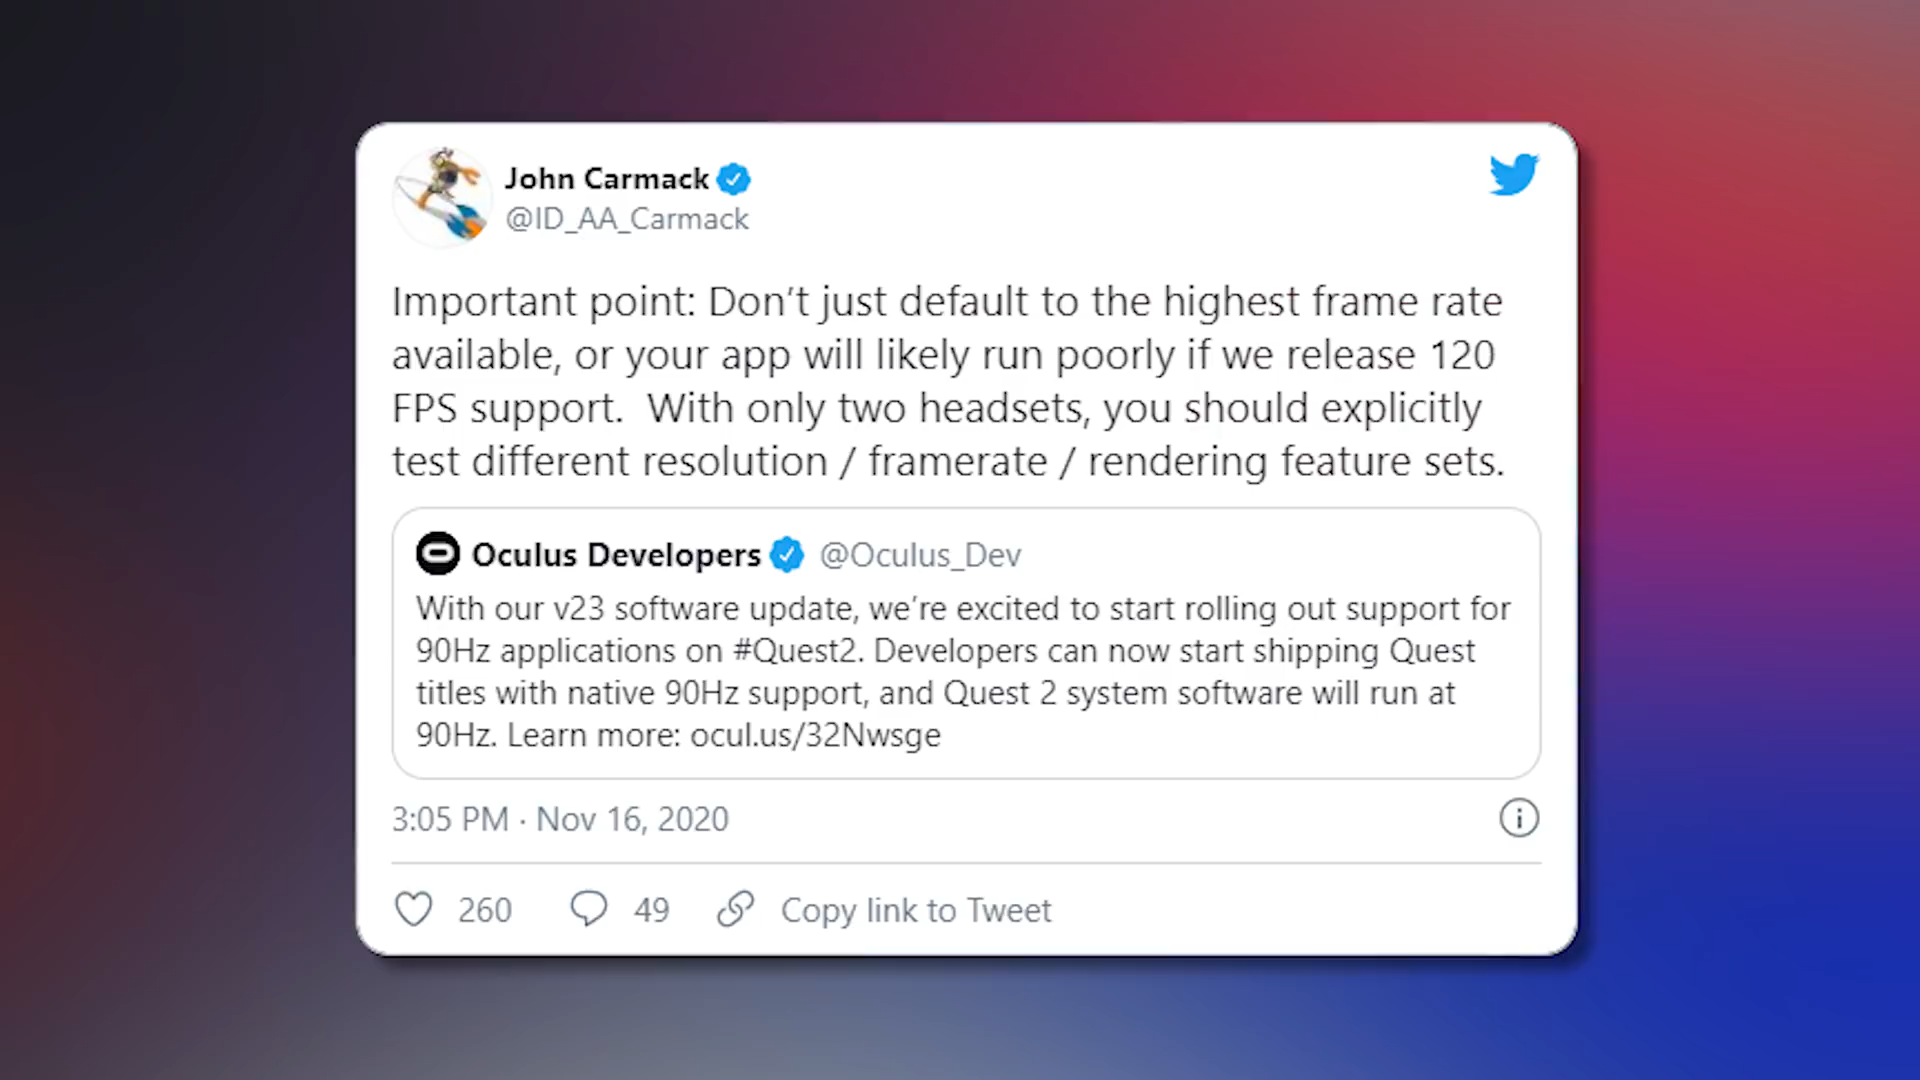 John Carmack
@ID_AA_Carmack
Important point: Don’t just default to the highest frame rate
available, or your app will likely run poorly if we release 120
FPS support.  With only two headsets, you should explicitly
test different resolution / framerate / rendering feature sets.
Oculus Developers @Oculus_Dev
With our v23 software update, we’re excited to start rolling out support for
90Hz applications on #Quest2. Developers can now start shipping Quest
titles with native 90Hz support, and Quest 2 system software will run at
90Hz. Learn more: ocul.us/32Nwsge
3:05 PM · Nov 16, 2020
260 49 Copy link to Tweet